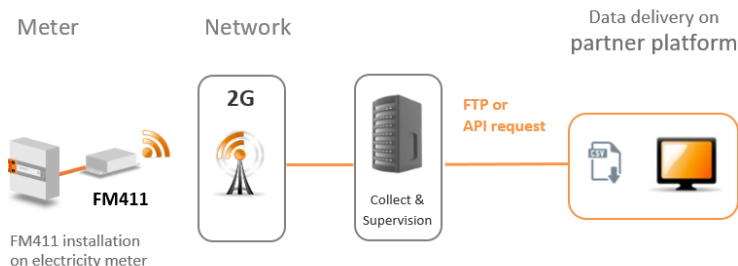 Meter
Network
Data delivery on
partner platform
2G
FTP or
API request
CSV
FM411
Collect &
Supervision
FM411 installation
on electricity meter